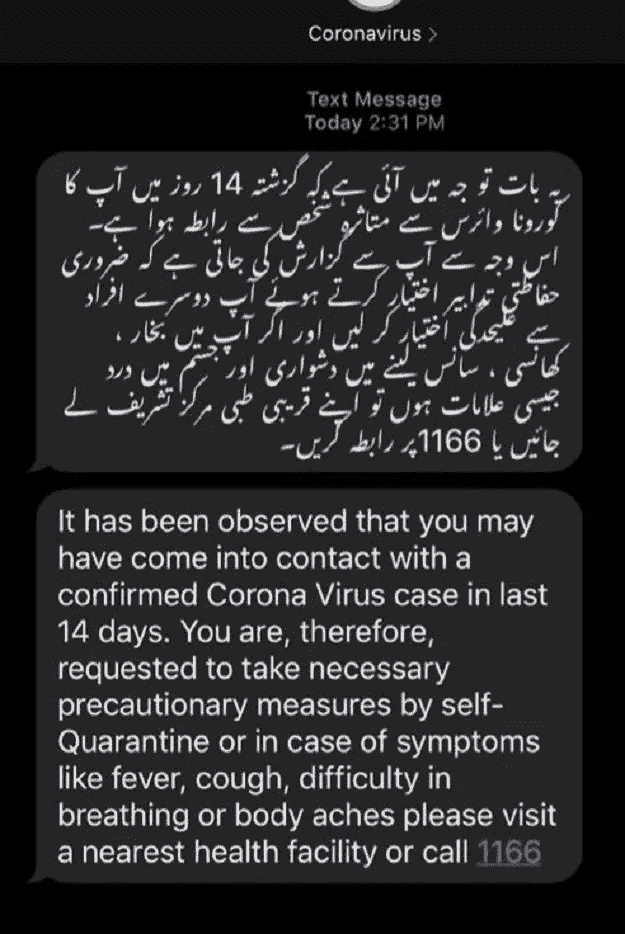 Coronavirus >
Text Message
Today 2:31 PM
یہ بات توجہ میں آئی ہے کہ گزشتہ 14 روز میں آپ کا
کورونا وائرس سے متاثرہ شخص سے رابطہ ہوا ہے۔
اس وجہ سے آپ سے گزارش کی جاتی ہے کہ ضروری
حفاظتی تدابیر اختیار کرتے ہوئے آپ دوسرے افراد
سے علیحدگی اختیار کر لیں اور اگر آپ میں بخار ،
کھانسی ، سانس لینے میں دشواری اور جسم میں درد
جیسی علامات ہوں تو اپنے قریبی طبی مرکز تشریف لے
جائیں یا 1166پر رابطہ کریں۔
It has been observed that you may
have come into contact with a
confirmed Corona Virus case in last
14 days. You are, therefore,
requested to take necessary
precautionary measures by self-
Quarantine or in case of symptoms
like fever, cough, difficulty in
breathing or body aches please visit
a nearest health facility or call 1166